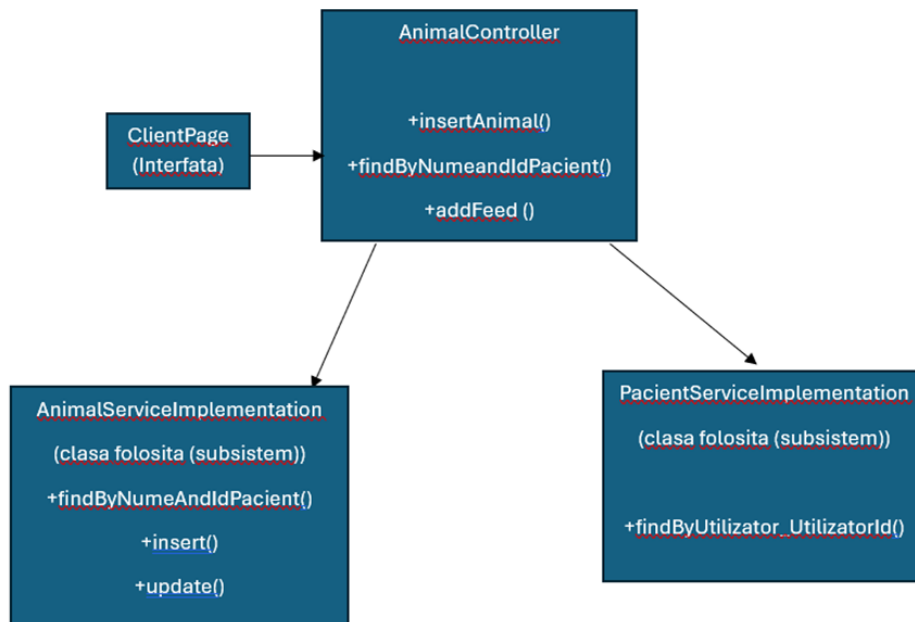 AnimalController
+insertAnimal()
+findByNumeandIdPacient()
+addFeed ()
ClientPage
(Interfata)
AnimalServiceImplementation
(clasa folosita (subsistem))
+findByNumeAndIdPacient()
+insert()
+update()
PacientServiceImplementation
(clasa folosita (subsistem))
+findByUtilizator_UtilizatorId()